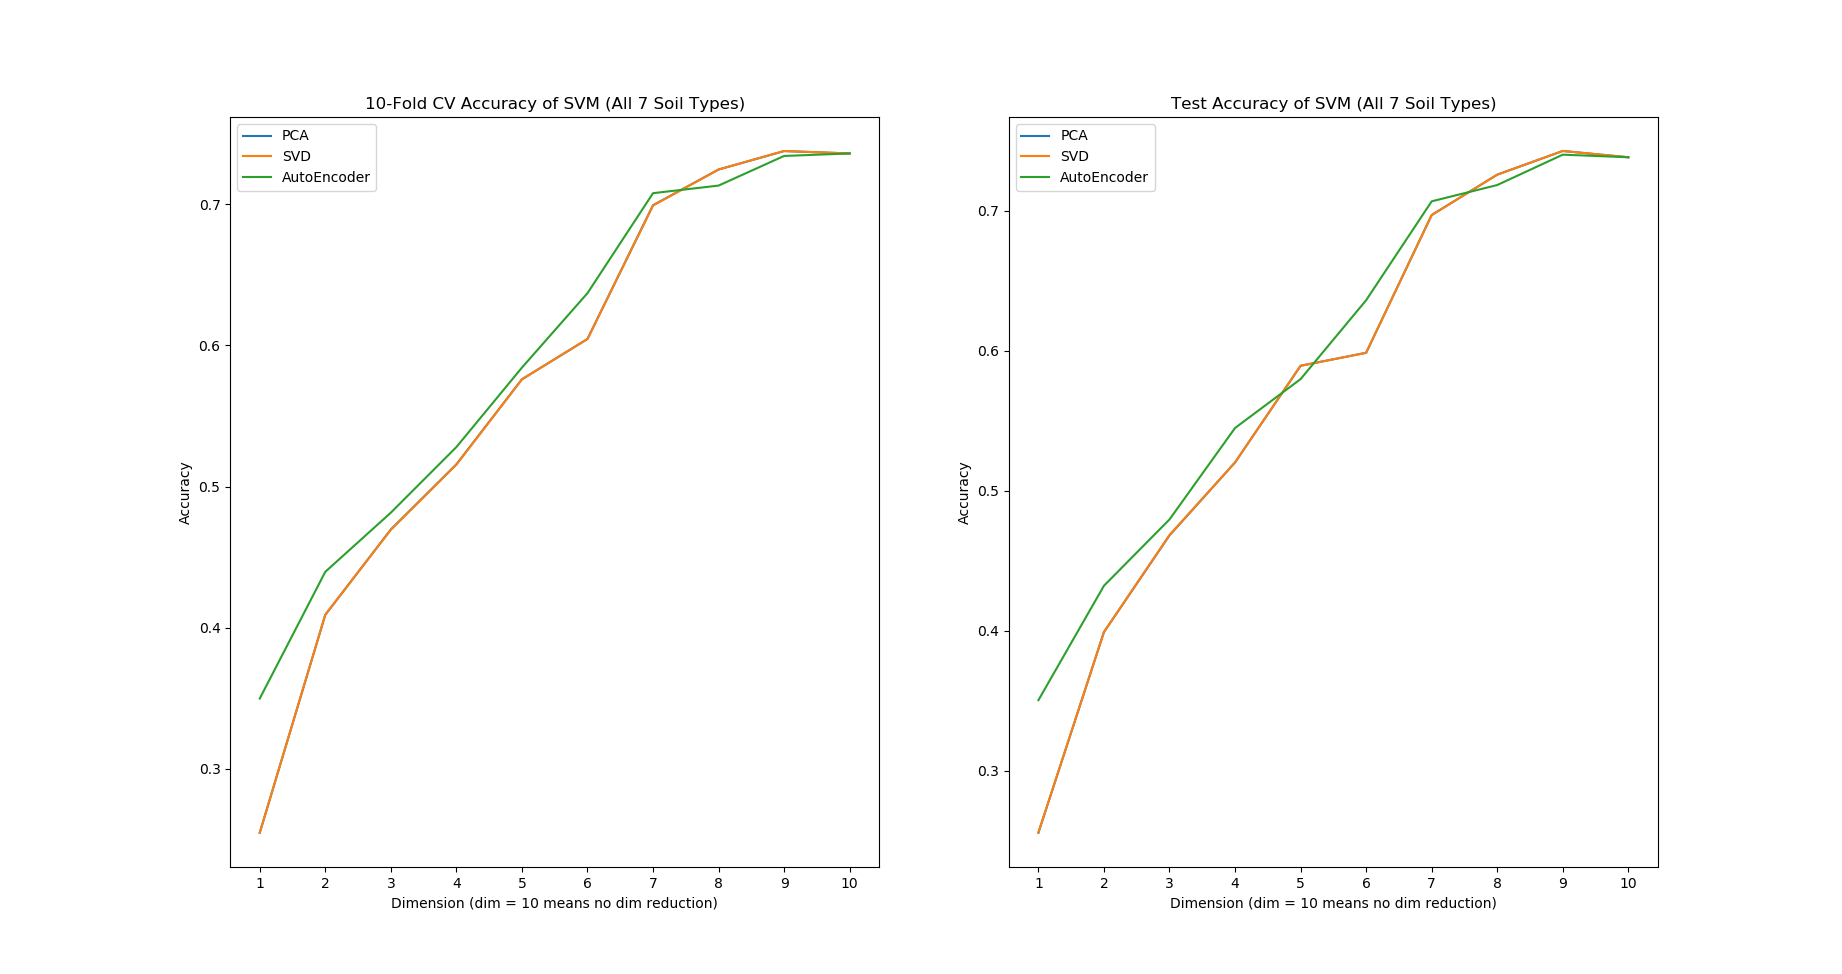 10-Fold CV Accuracy of SVM (All 7 Soil Types)
PCA
SVD
AutoEncoder
0.7
0.6
0.5
0.4
0.3
Accuracy
1 2 3 4 5 6 7 8 9 10
Dimension (dim = 10 means no dim reduction)
Test Accuracy of SVM (All 7 Soil Types)
PCA
SVD
AutoEncoder
0.7
0.6
0.5
0.4
0.3
Accuracy
1 2 3 4 5 6 7 8 9 10
Dimension (dim = 10 means no dim reduction)